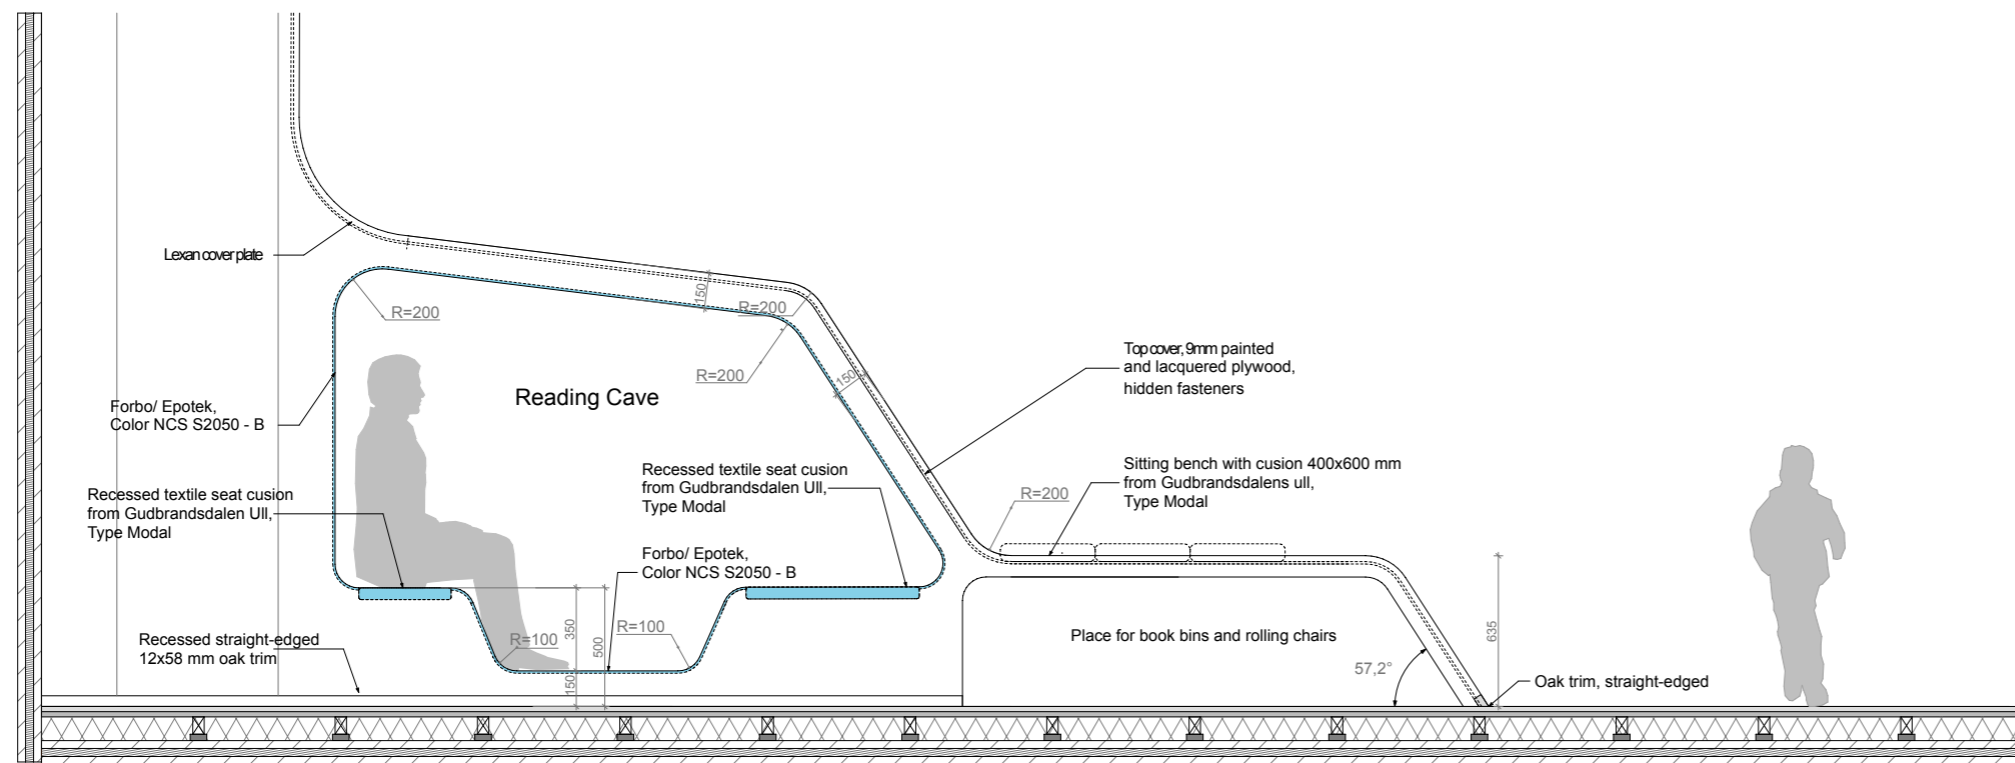 Lexan cover plate
R=200
150
R=200
R=200
150
Reading Cave
Top cover, 9mm painted
and lacquered plywood,
hidden fasteners
Forbo/ Epotek,
Color NCS S2050 - B
Recessed textile seat cusion
from Gudbrandsdalen Ull,
Type Modal
Recessed textile seat cusion
from Gudbrandsdalen Ull,
Type Modal
Sitting bench with cusion 400x600 mm
from Gudbrandsdalens ull,
Type Modal
R=200
Forbo/ Epotek,
Color NCS S2050 - B
R=100
350
500
R=100
150
Recessed straight-edged
12x58 mm oak trim
Place for book bins and rolling chairs
635
57,2°
Oak trim, straight-edged